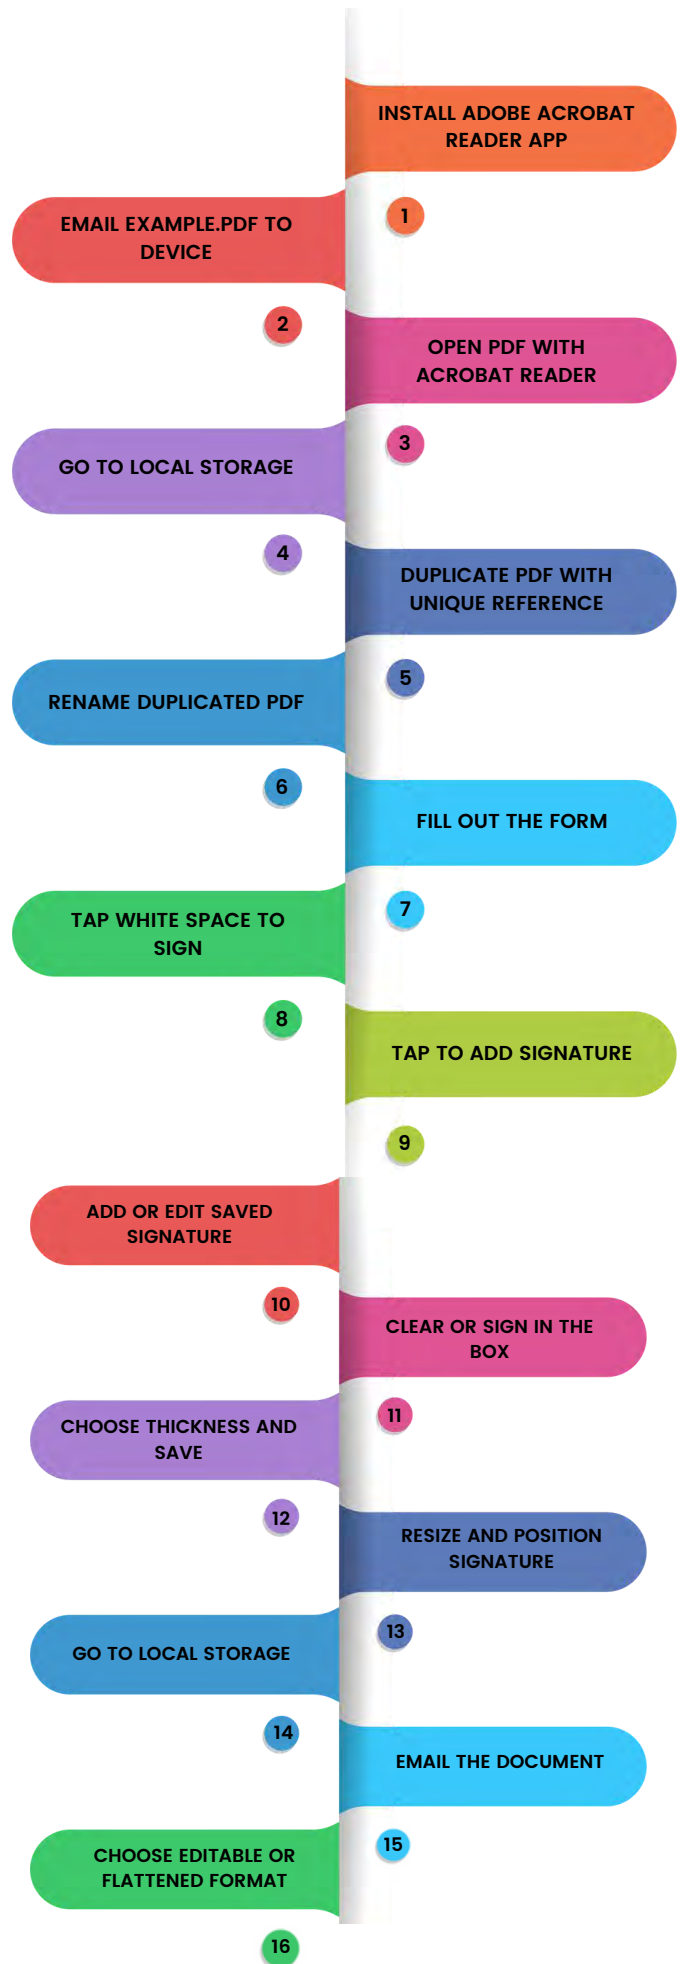 INSTALL ADOBE ACROBAT
READER APP
1
EMAIL EXAMPLE.PDF TO
DEVICE
2
OPEN PDF WITH
ACROBAT READER
3
GO TO LOCAL STORAGE
4
DUPLICATE PDF WITH
UNIQUE REFERENCE
5
RENAME DUPLICATED PDF
6
FILL OUT THE FORM
7
TAP WHITE SPACE TO
SIGN
8
TAP TO ADD SIGNATURE
9
ADD OR EDIT SAVED
SIGNATURE
10
CLEAR OR SIGN IN THE
BOX
11
CHOOSE THICKNESS AND
SAVE
12
RESIZE AND POSITION
SIGNATURE
13
GO TO LOCAL STORAGE
14
EMAIL THE DOCUMENT
15
CHOOSE EDITABLE OR
FLATTENED FORMAT
16